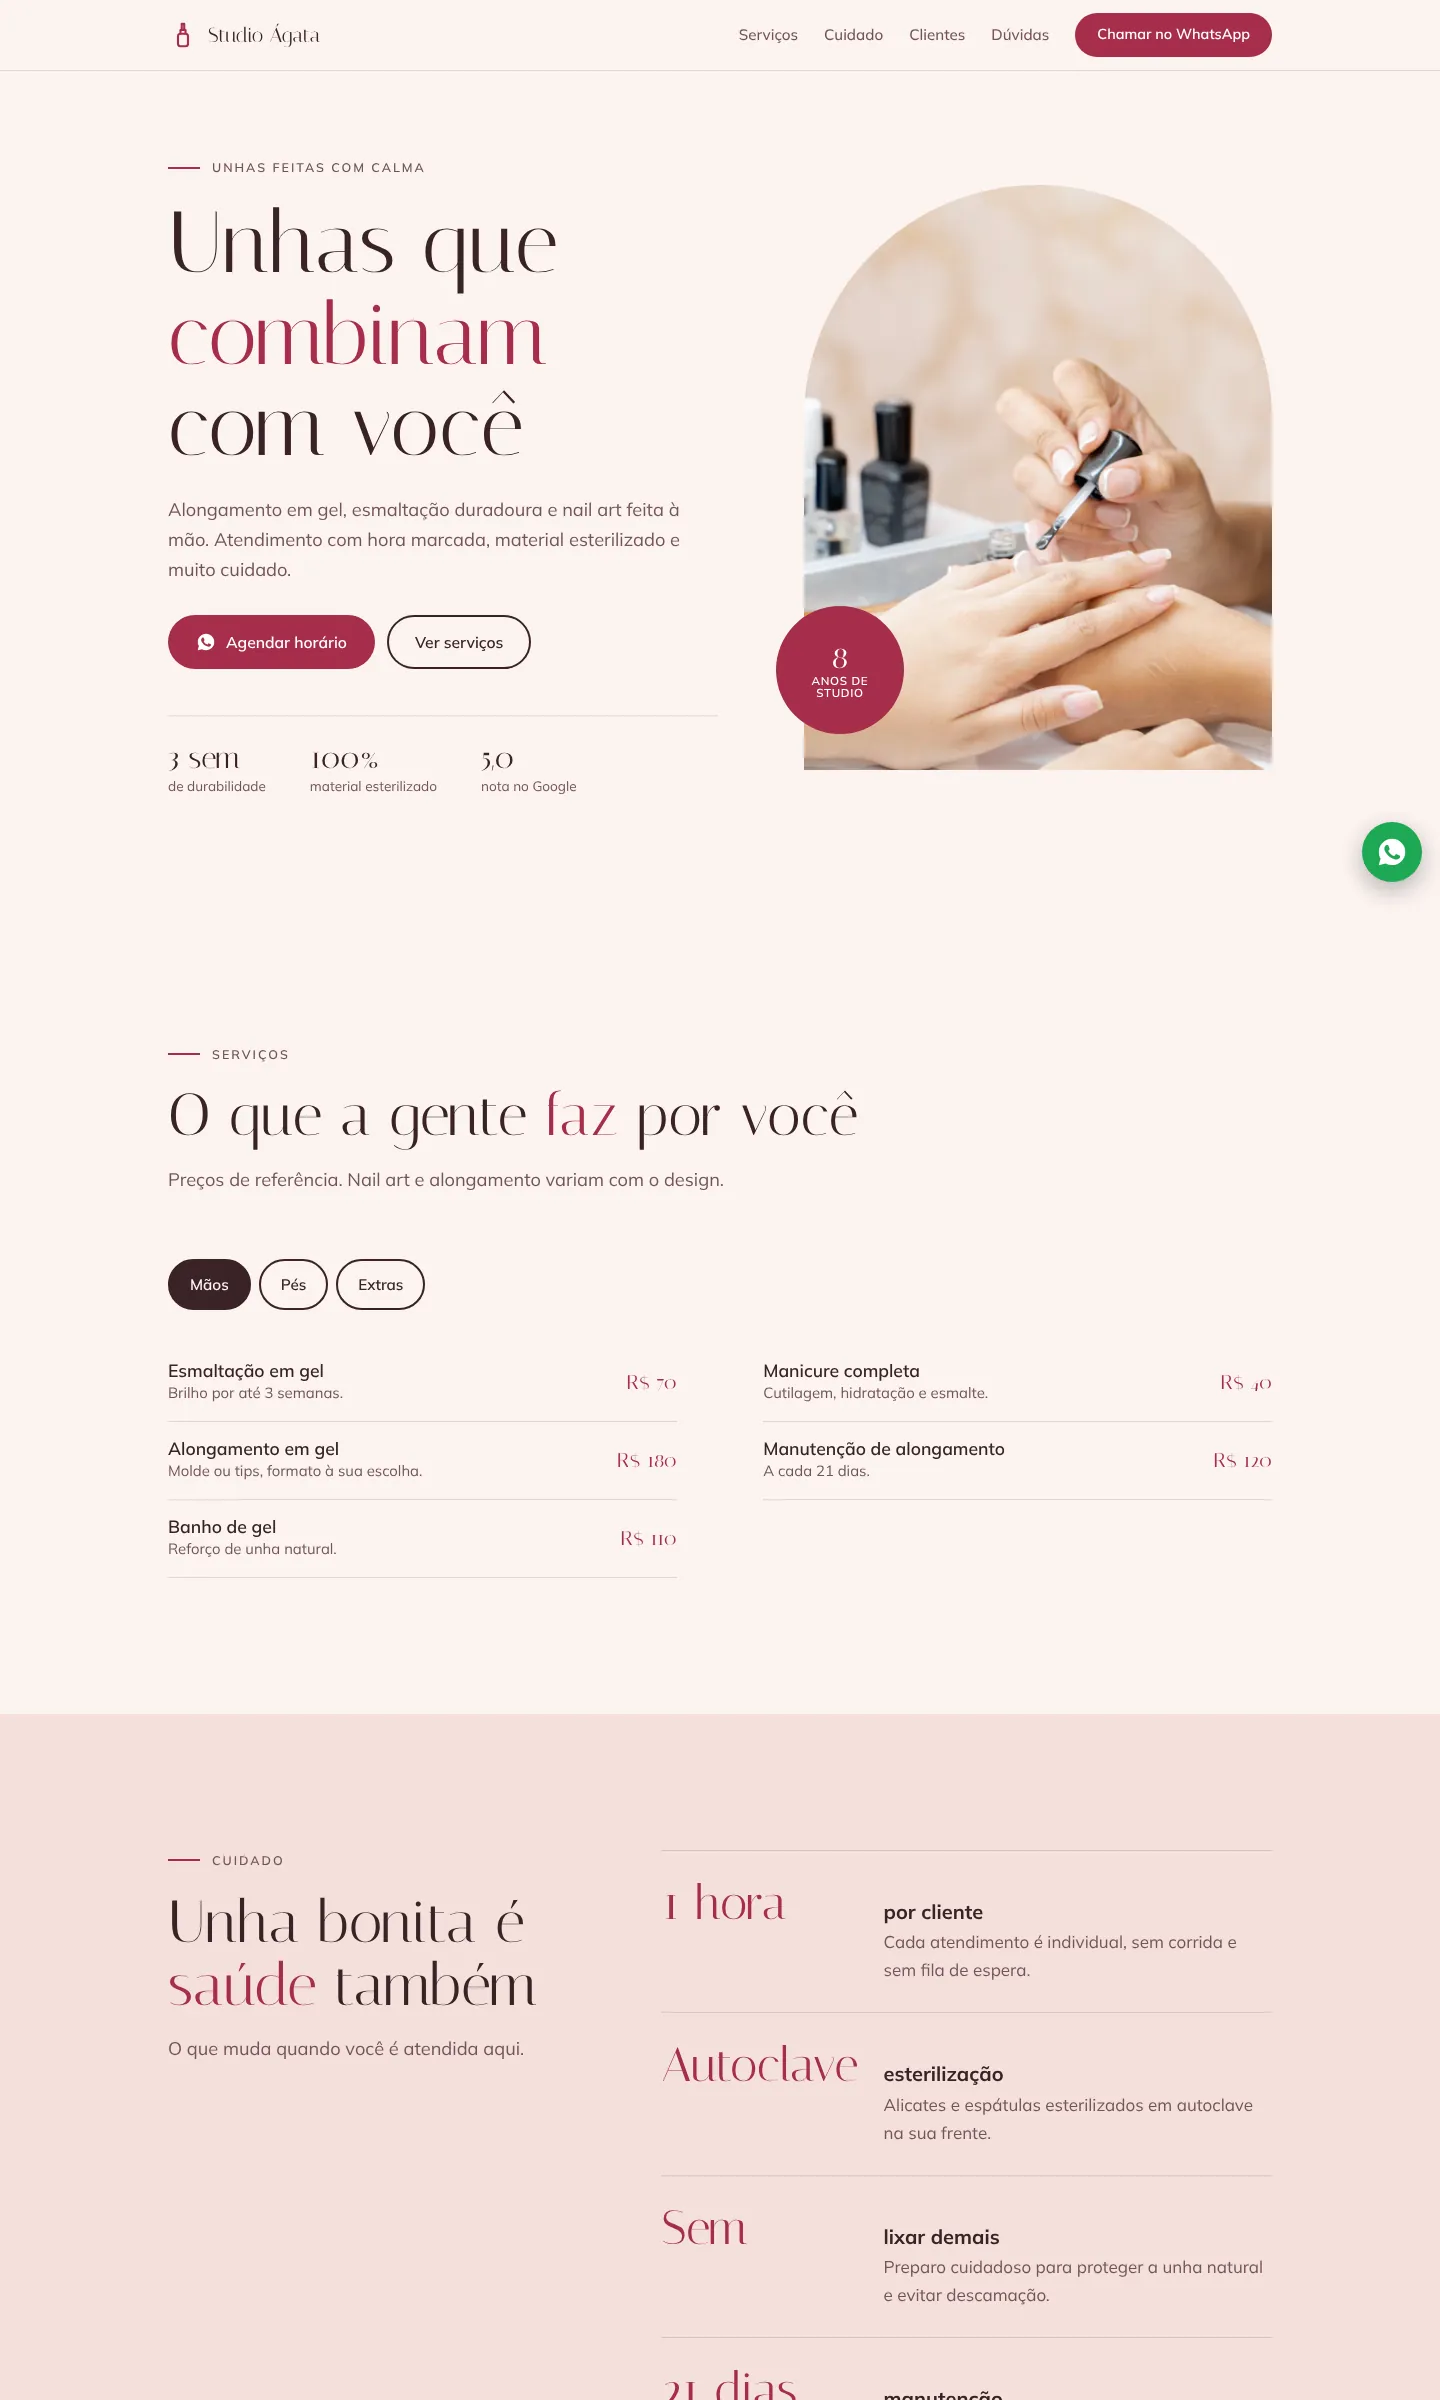 Studio Ágata
Serviços
Cuidado
Clientes
Dúvidas
Chamar no WhatsApp
UNHAS FEITAS COM CALMA
Unhas que
combinam
com você
Alongamento em gel, esmaltação duradoura e nail art feita à
mão. Atendimento com hora marcada, material esterilizado e
muito cuidado.
Agendar horário
Ver serviços
8
ANOS DE
STUDIO
3 sem
de durabilidade
100%
material esterilizado
5,0
nota no Google
SERVIÇOS
O que a gente faz por você
Preços de referência. Nail art e alongamento variam com o design.
Mãos
Pés
Extras
Esmaltação em gel
Brilho por até 3 semanas.
R$ 70
Manicure completa
Cutilagem, hidratação e esmalte.
R$ 40
Alongamento em gel
Molde ou tips, formato à sua escolha.
R$ 180
Manutenção de alongamento
A cada 21 dias.
R$ 120
Banho de gel
Reforço de unha natural.
R$ 110
CUIDADO
Unha bonita é
saúde também
O que muda quando você é atendida aqui.
1 hora
por cliente
Cada atendimento é individual, sem corrida e
sem fila de espera.
Autoclave
esterilização
Alicates e espátulas esterilizados em autoclave
na sua frente.
Sem
lixar demais
Preparo cuidadoso para proteger a unha natural
e evitar descamação.
21 dias
manutenção